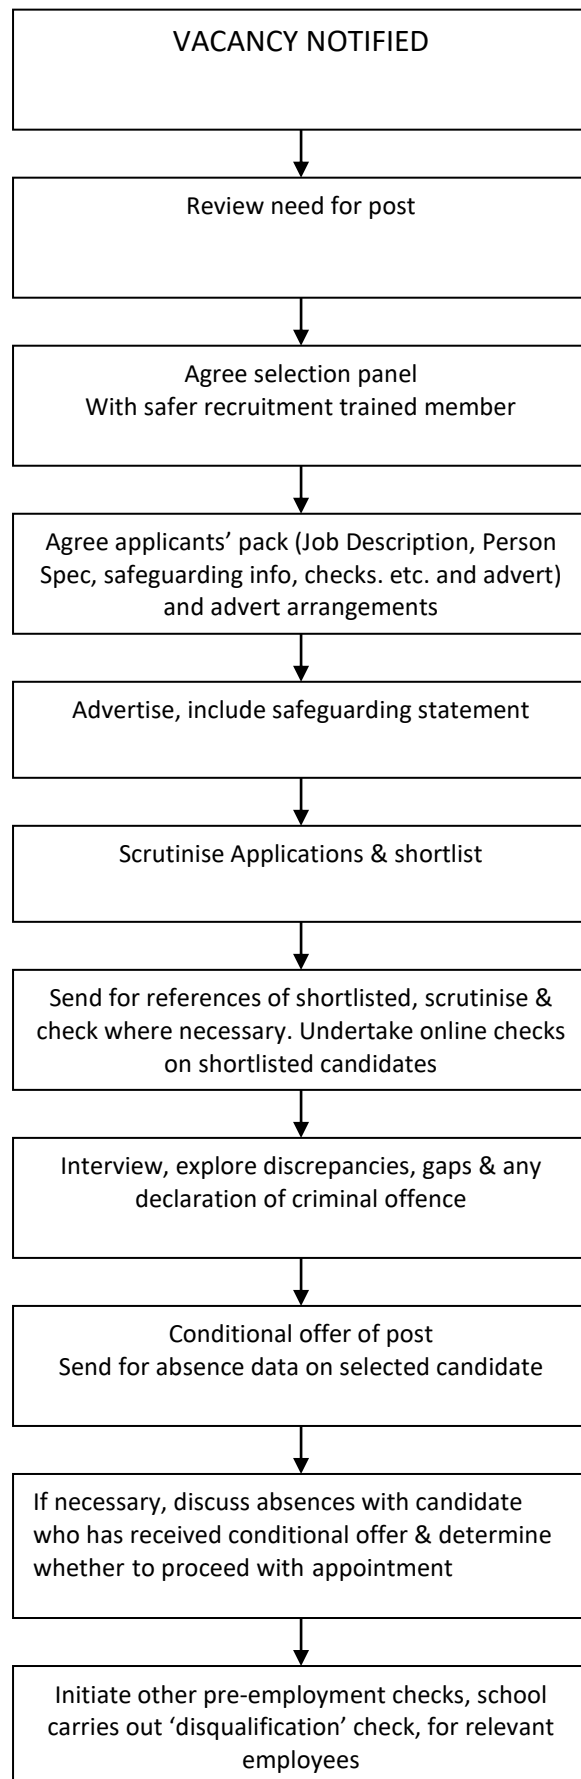 VACANCY NOTIFIED
Review need for post
Agree selection panel
With safer recruitment trained member
Agree applicants’ pack (Job Description, Person
Spec, safeguarding info, checks. etc. and advert)
and advert arrangements
Advertise, include safeguarding statement
Scrutinise Applications & shortlist
Send for references of shortlisted, scrutinise &
check where necessary. Undertake online checks
on shortlisted candidates
Interview, explore discrepancies, gaps & any
declaration of criminal offence
Conditional offer of post
Send for absence data on selected candidate
If necessary, discuss absences with candidate
who has received conditional offer & determine
whether to proceed with appointment
Initiate other pre-employment checks, school
carries out ‘disqualification’ check, for relevant
employees